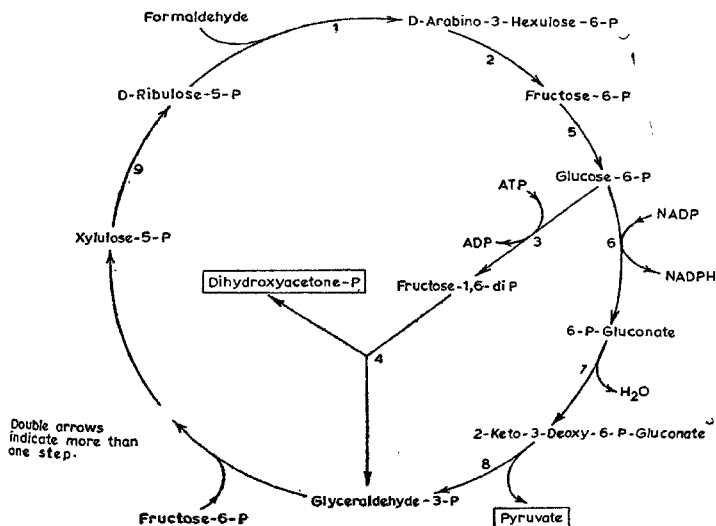 Formaldehyde
1
D-Arabino-3-Hexulose-6-P
2
D-Ribulose-5-P
Fructose-6-P
5
9
Glucose-6-P
ATP
NADP
Xylulose-5-P
ADP
3
6
Dihydroxyacetone-P
Fructose-1,6-diP
NADPH
6-P-Gluconate
4
7
H2O
Double arrows
indicate more than
one step.
2-Keto-3-Deoxy-6-P-Gluconate
8
Glyceraldehyde-3-P
Fructose-6-P
Pyruvate